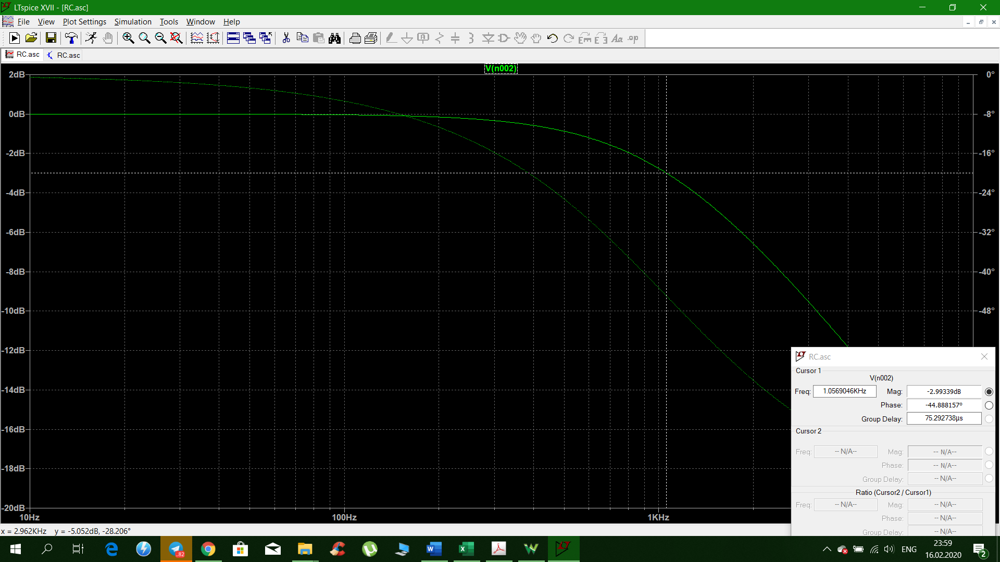 LTspice XVII - [RC.asc]
File View Plot Settings Simulation Tools Window Help
RC.asc RC.asc
V(n002)
2dB 0°
0dB -8°
-2dB -16°
-4dB -24°
-6dB -32°
-8dB -40°
-10dB -48°
-12dB
-14dB
-16dB
-18dB
-20dB
10Hz 100Hz 1KHz
RC.asc
Cursor 1
V(n002)
Freq: 1.0569046KHz Mag: -2.99339dB
Phase: -44.888157º
Group Delay: 75.292738µs
Cursor 2
Freq: -- N/A-- Mag: -- N/A--
Phase: -- N/A--
Group Delay: -- N/A--
Ratio (Cursor2 / Cursor1)
Freq: -- N/A-- Mag: -- N/A--
Phase: -- N/A--
Group Delay: -- N/A--
x = 2.962KHz y = -5.052dB, -28.206°
..82
ENG
23:59
16.02.2020
2